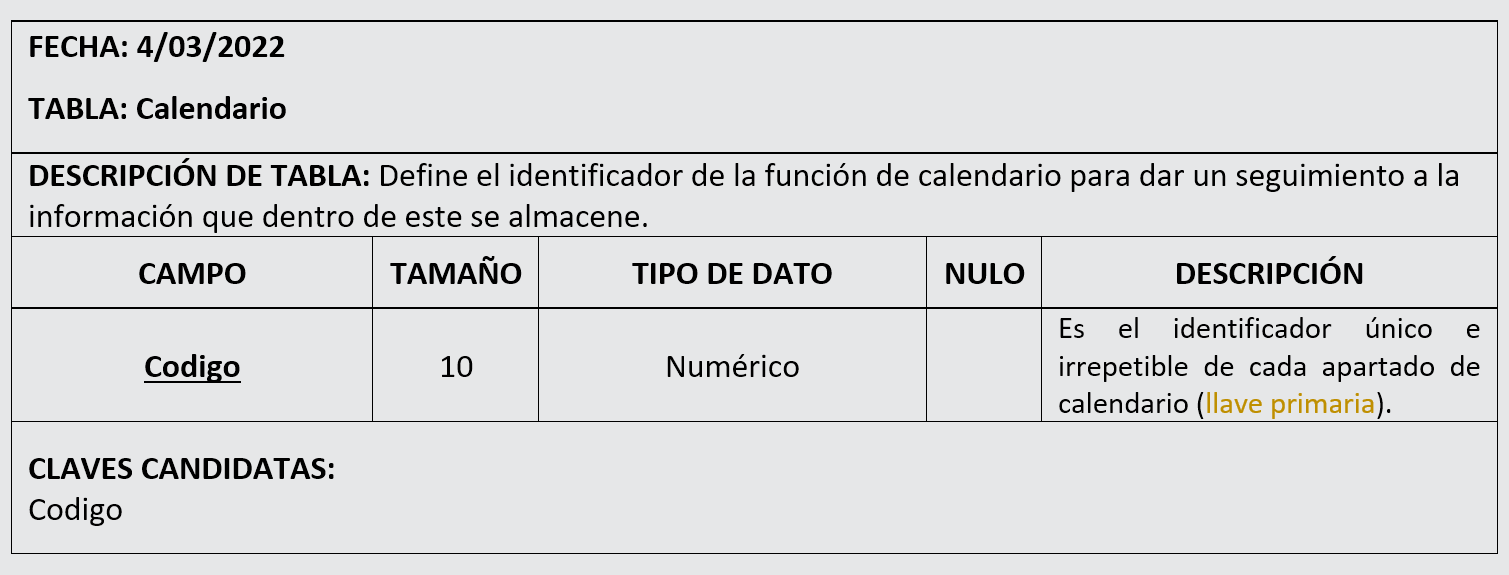 FECHA: 4/03/2022
TABLA: Calendario
DESCRIPCIÓN DE TABLA: Define el identificador de la función de calendario para dar un seguimiento a la
información que dentro de este se almacene.
CAMPO TAMAÑO TIPO DE DATO NULO DESCRIPCIÓN
Codigo 10 Numérico
Es el identificador único e
irrepetible de cada apartado de
calendario (llave primaria).
CLAVES CANDIDATAS:
Codigo